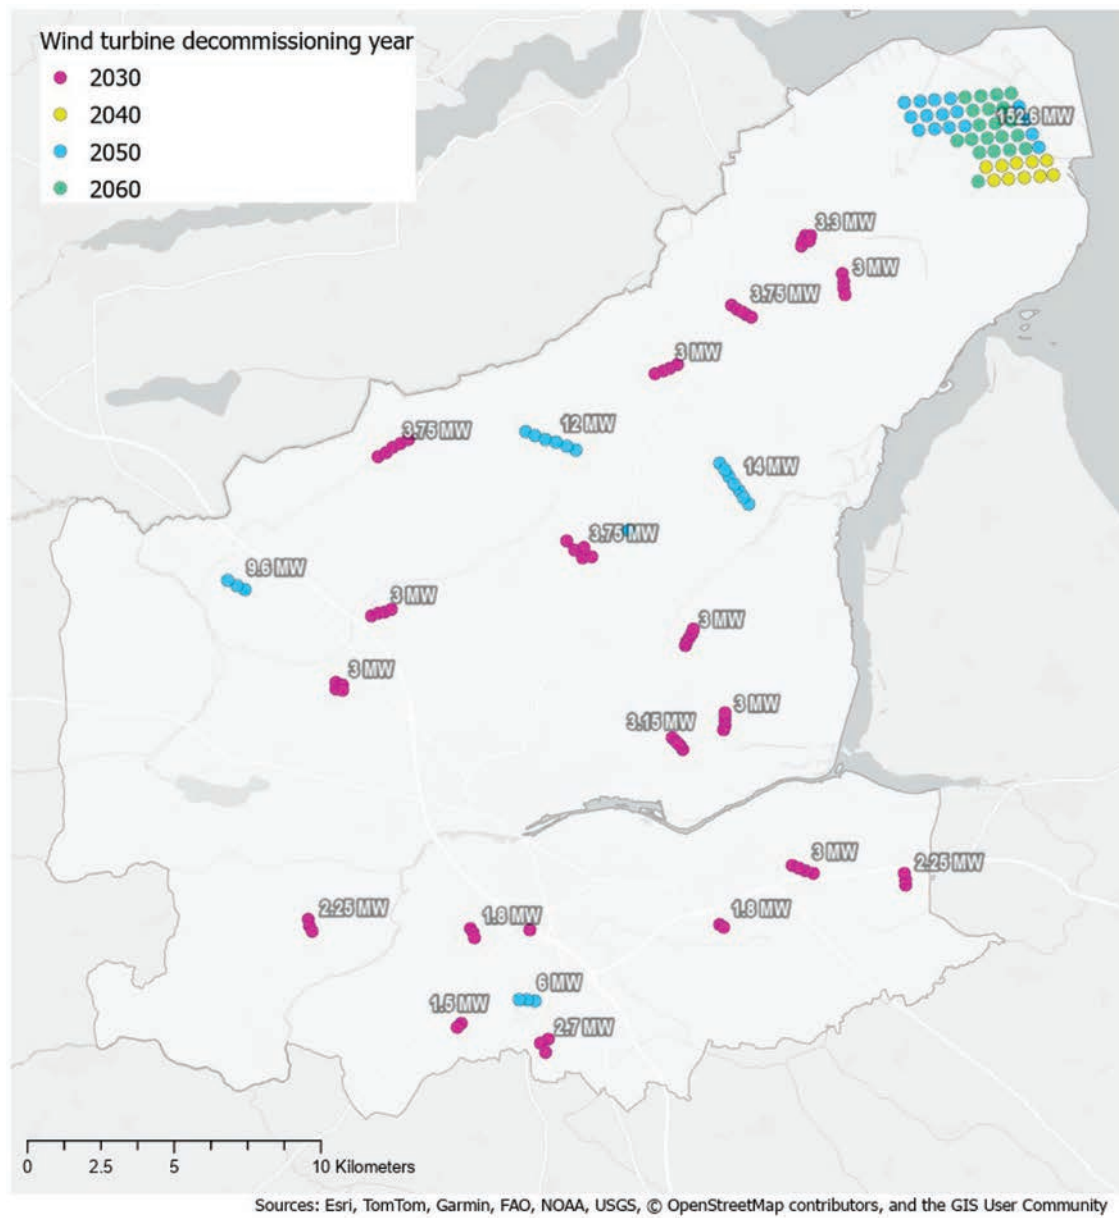 Wind turbine decommissioning year
2030
2040
2050
2060
152.6 MW
3.3 MW
3 MW
3.75 MW
3 MW
3.75 MW
12 MW
14 MW
3.75 MW
9.6 MW
3 MW
3 MW
3 MW
3 MW
3.15 MW
3 MW
2.25 MW
2.25 MW
1.8 MW
1.8 MW
6 MW
1.5 MW
2.7 MW
0 2.5 5 10 Kilometers
Sources: Esri, TomTom, Garmin, FAO, NOAA, USGS, © OpenStreetMap contributors, and the GIS User Community